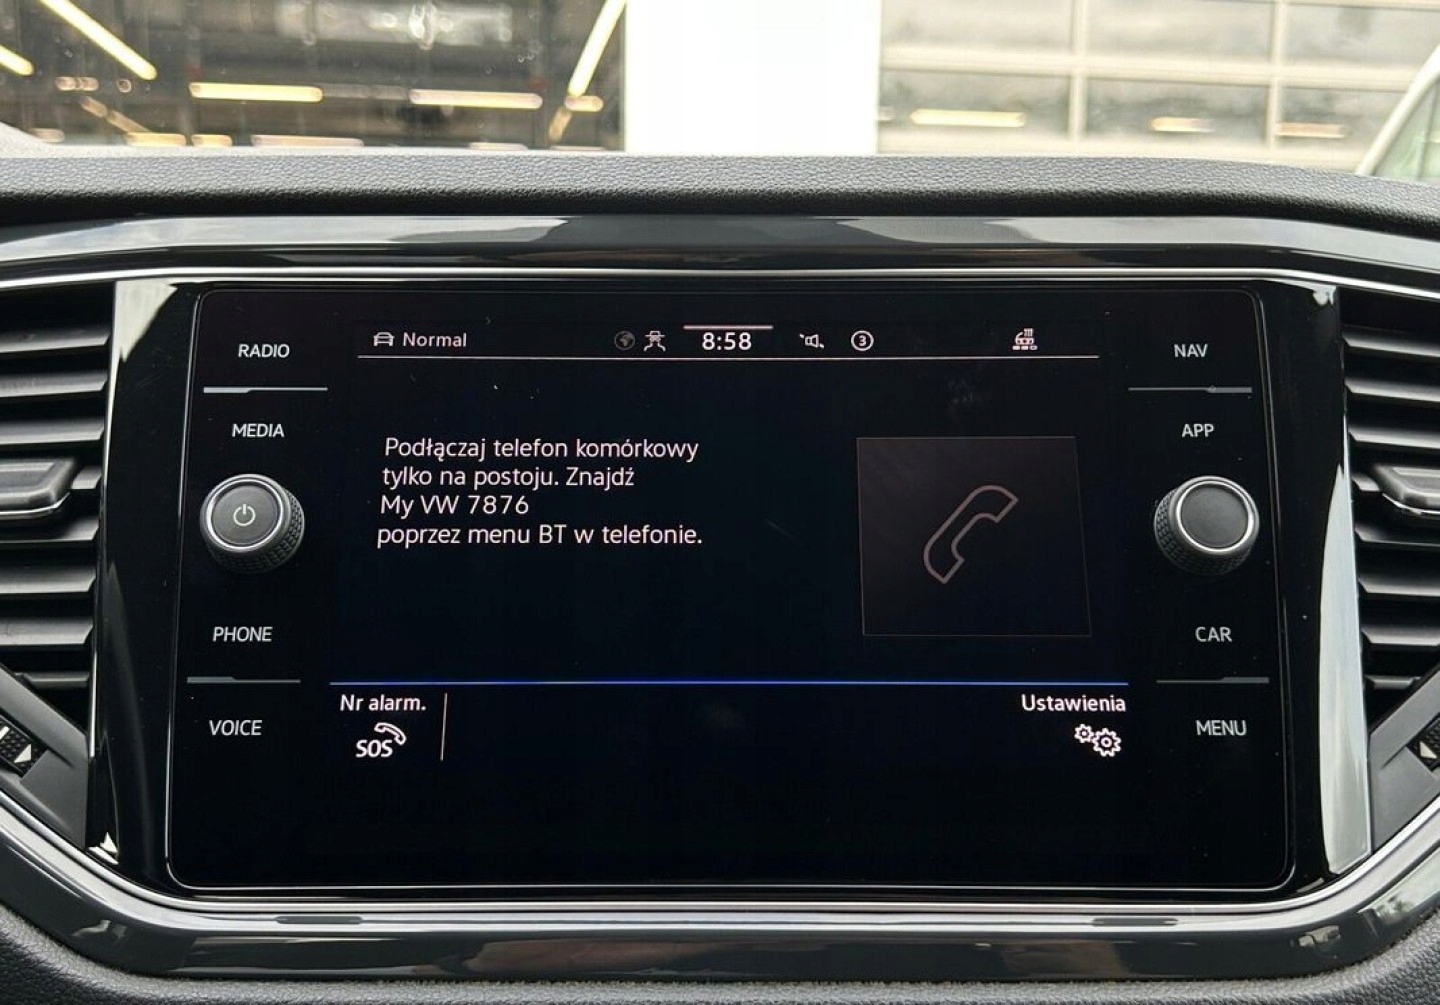 RADIO
Normal
8:58
3
NAV
MEDIA
APP
Podłączaj telefon komórkowy
tylko na postoju. Znajdź
My VW 7876
poprzez menu BT w telefonie.
PHONE
CAR
Nr alarm.
SOS
Ustawienia
VOICE
MENU